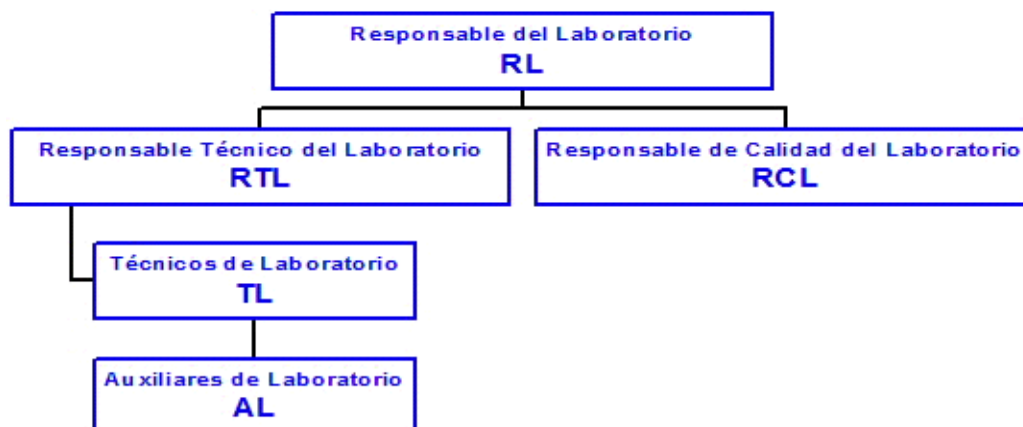 Responsable del Laboratorio
RL
Responsable Técnico del Laboratorio
RTL
Responsable de Calidad del Laboratorio
RCL
Técnicos de Laboratorio
TL
Auxiliares de Laboratorio
AL